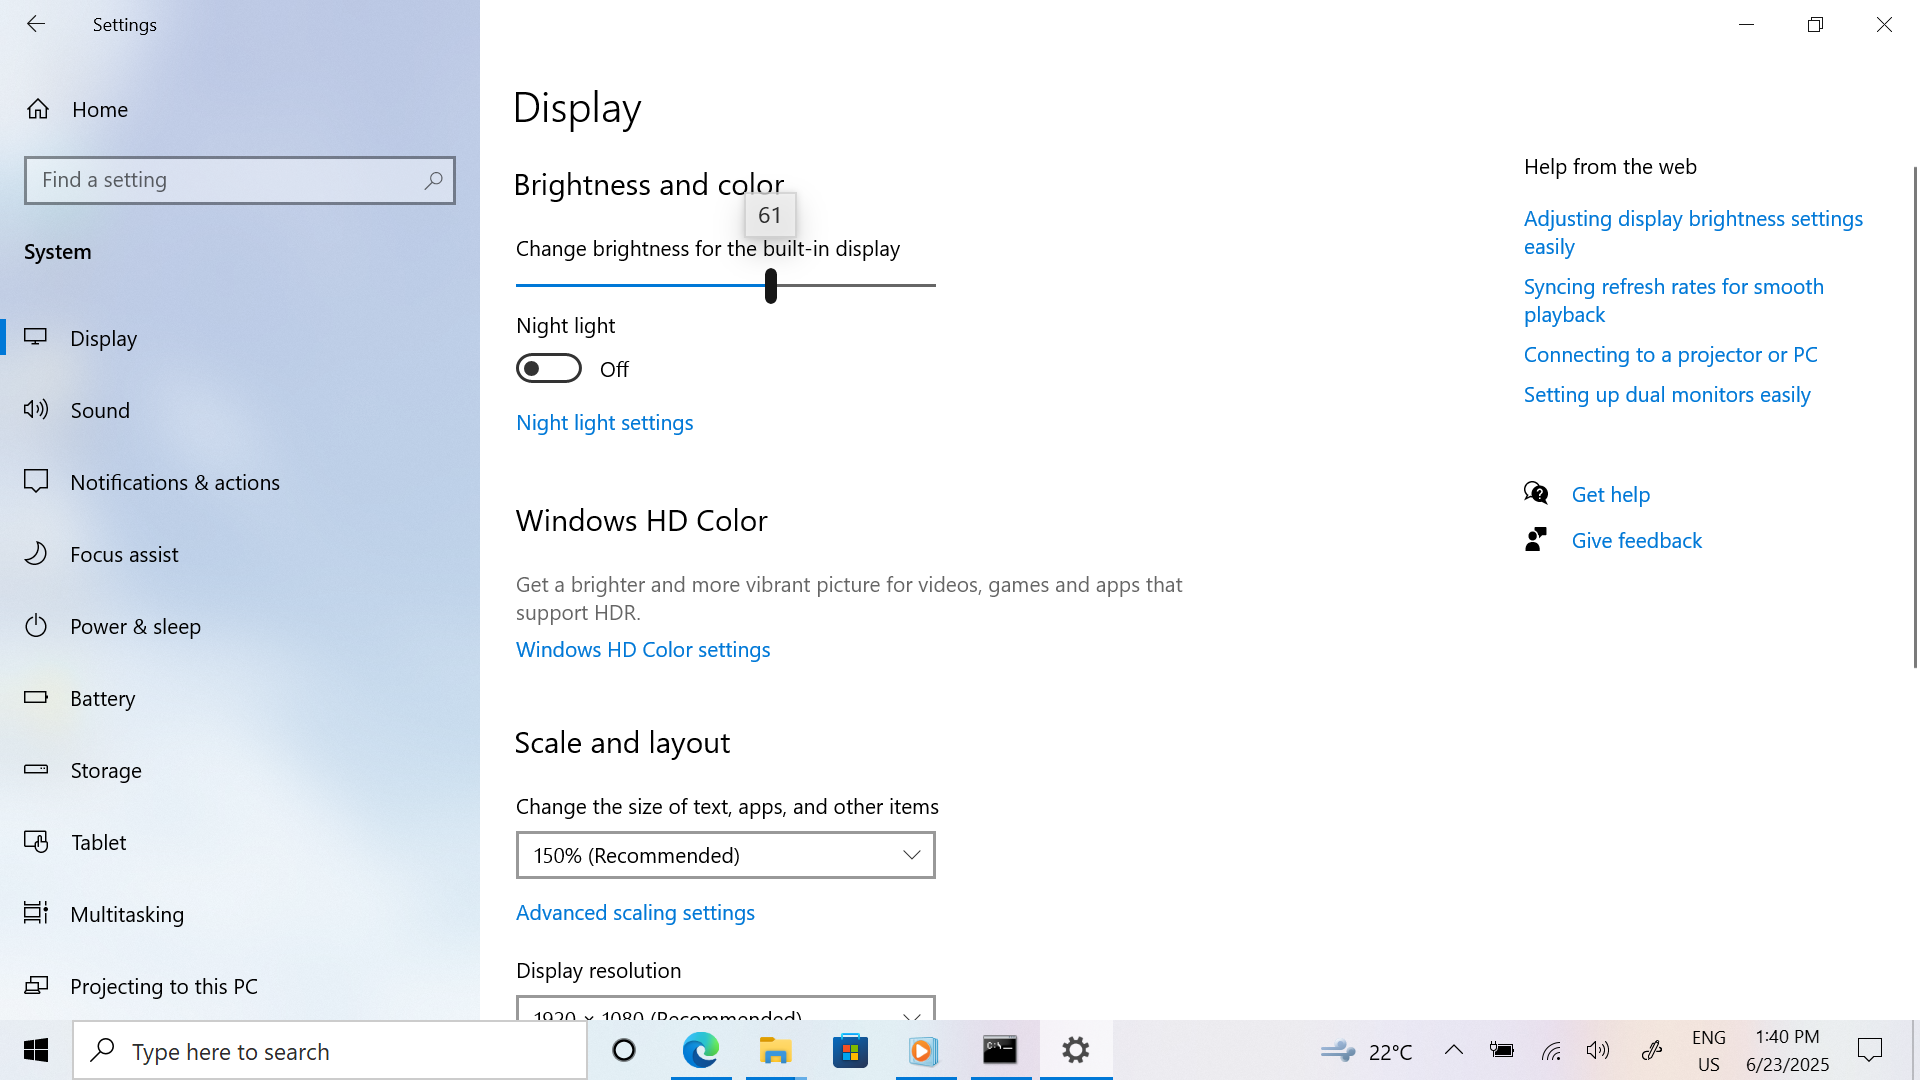 Settings
Home
Find a setting
System
Display
Sound
Notifications & actions
Focus assist
Power & sleep
Battery
Storage
Tablet
Multitasking
Projecting to this PC
Display
Brightness and color
61
Change brightness for the built-in display
Night light
Off
Night light settings
Windows HD Color
Get a brighter and more vibrant picture for videos, games and apps that
support HDR.
Windows HD Color settings
Scale and layout
Change the size of text, apps, and other items
150% (Recommended)
Advanced scaling settings
Display resolution
1920 × 1080 (Recommended)
Help from the web
Adjusting display brightness settings
easily
Syncing refresh rates for smooth
playback
Connecting to a projector or PC
Setting up dual monitors easily
Get help
Give feedback
Type here to search
22°C
ENG
US
1:40 PM
6/23/2025